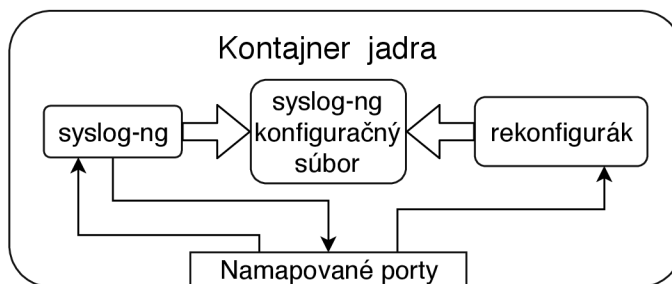 Kontajner jadra
syslog-ng
syslog-ng
konfiguračný
súbor
rekonfigurák
Namapované porty